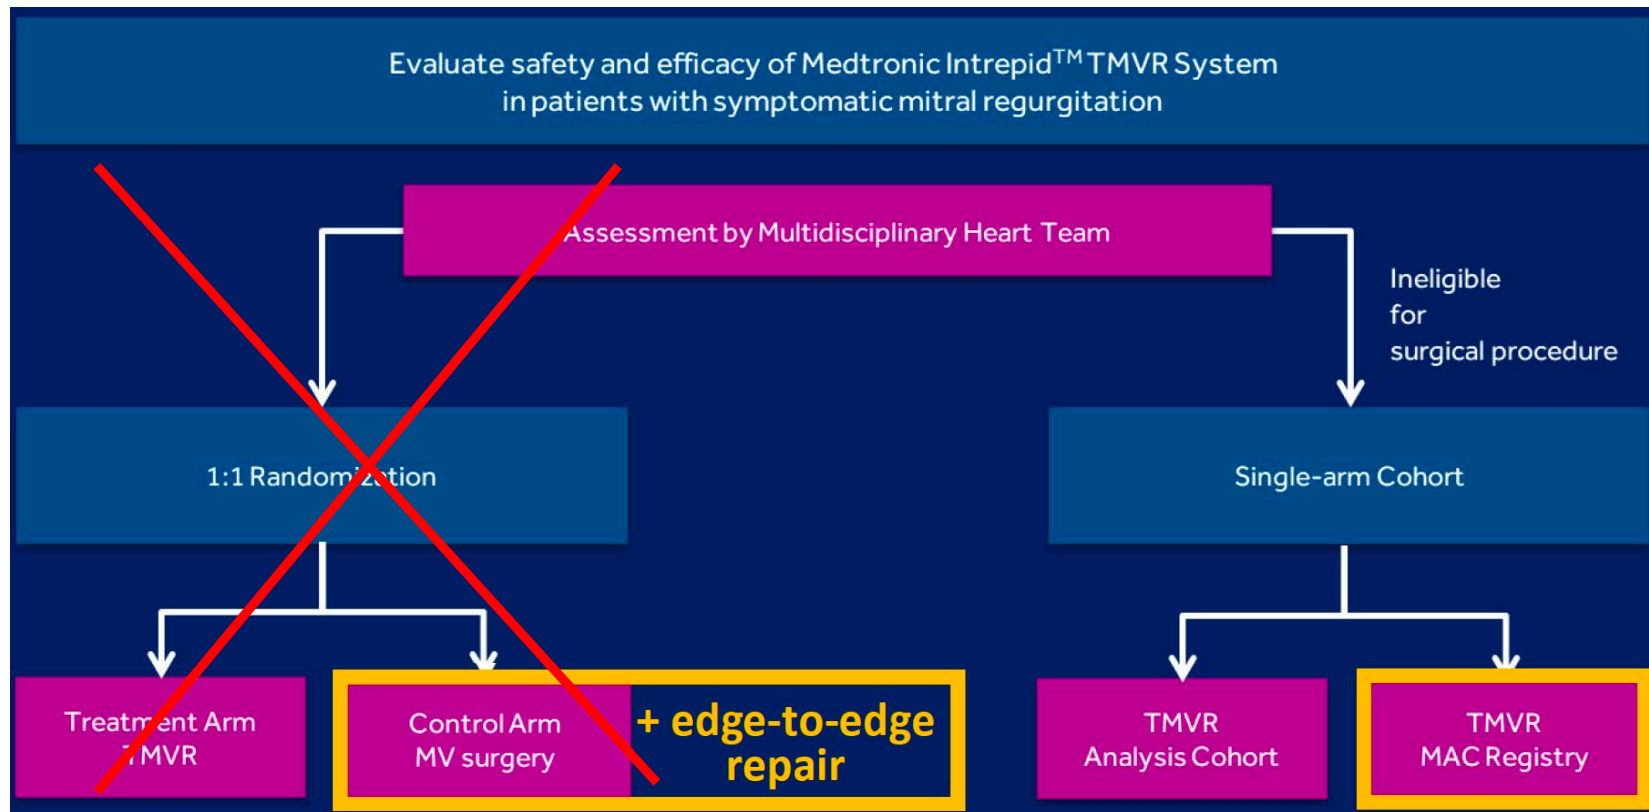 Evaluate safety and efficacy of Medtronic Intrepid™ TMVR System
in patients with symptomatic mitral regurgitation
Assessment by Multidisciplinary Heart Team
Ineligible
for
surgical procedure
1:1 Randomization
Single-arm Cohort
Treatment Arm
TMVR
Control Arm
MV surgery
+ edge-to-edge
repair
TMVR
Analysis Cohort
TMVR
MAC Registry